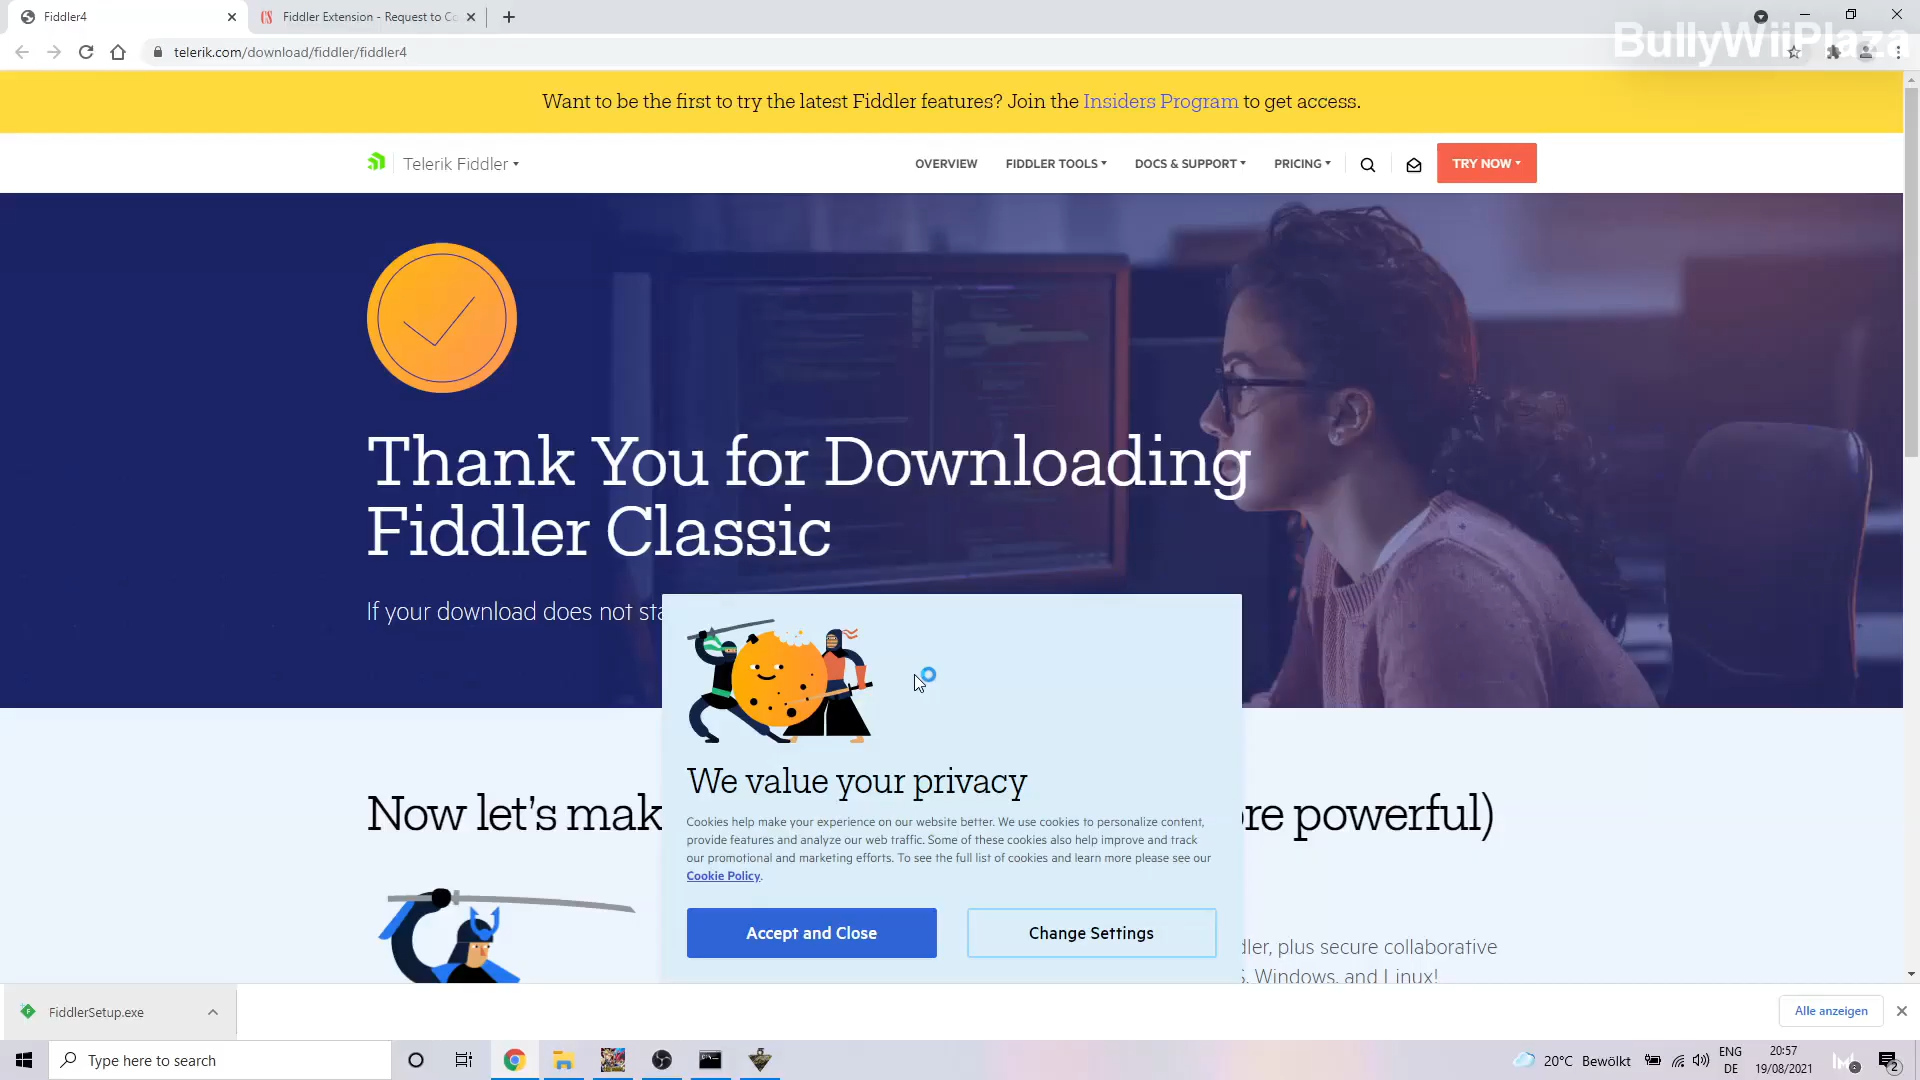 Fiddler4
Fiddler Extension - Request to Co
BullyWiiPlaza
telerik.com/download/fiddler/fiddler4
Want to be the first to try the latest Fiddler features? Join the Insiders Program to get access.
Telerik Fiddler
OVERVIEW
FIDDLER TOOLS
DOCS & SUPPORT
PRICING
TRY NOW
Thank You for Downloading
Fiddler Classic
If your download does not sta
We value your privacy
Now let's mak
re powerful)
Cookies help make your experience on our website better. We use cookies to personalize content,
provide features and analyze our web traffic. Some of these cookies also help improve and track
our promotional and marketing efforts. To see the full list of cookies and learn more please see our
Cookie Policy.
Accept and Close
Change Settings
dler, plus secure collaborative
S, Windows, and Linux!
FiddlerSetup.exe
Alle anzeigen
Type here to search
20°C Bewölkt
ENG
DE
20:57
19/08/2021
2